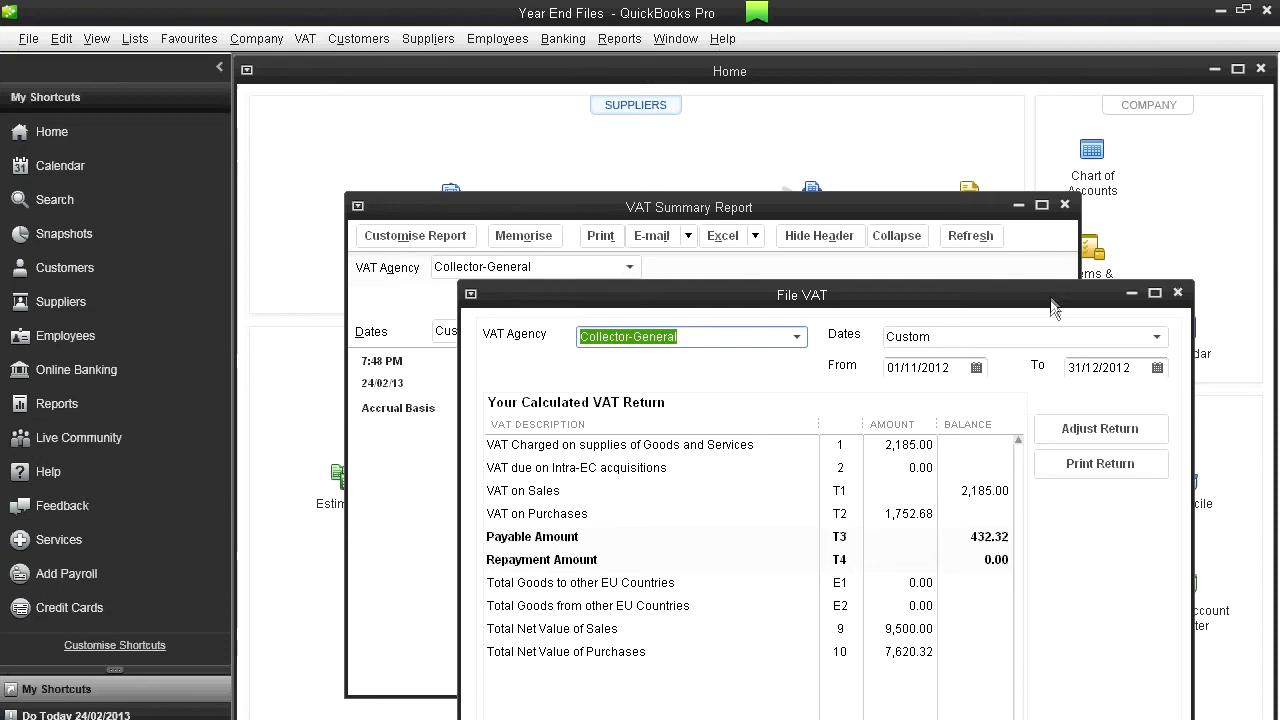 Year End Files - QuickBooks Pro
File Edit View Lists Favourites Company VAT Customers Suppliers Employees Banking Reports Window Help
Home
My Shortcuts
Home
Calendar
Search
Snapshots
Customers
Suppliers
Employees
Online Banking
Reports
Live Community
Help
Feedback
Services
Add Payroll
Credit Cards
Customise Shortcuts
My Shortcuts
Do Today 24/02/2013
SUPPLIERS
COMPANY
Chart of
Accounts
ms &
dar
Estim
cile
count
ter
VAT Summary Report
Customise Report Memorise Print E-mail Excel Hide Header Collapse Refresh
VAT Agency Collector-General
Dates Cus
7:48 PM
24/02/13
Accrual Basis
File VAT
VAT Agency Collector-General Dates Custom
From 01/11/2012 To 31/12/2012
Your Calculated VAT Return
VAT DESCRIPTION AMOUNT BALANCE
VAT Charged on supplies of Goods and Services 1 2,185.00
VAT due on Intra-EC acquisitions 2 0.00
VAT on Sales T1 2,185.00
VAT on Purchases T2 1,752.68
Payable Amount T3 432.32
Repayment Amount T4 0.00
Total Goods to other EU Countries E1 0.00
Total Goods from other EU Countries E2 0.00
Total Net Value of Sales 9 9,500.00
Total Net Value of Purchases 10 7,620.32
Adjust Return
Print Return